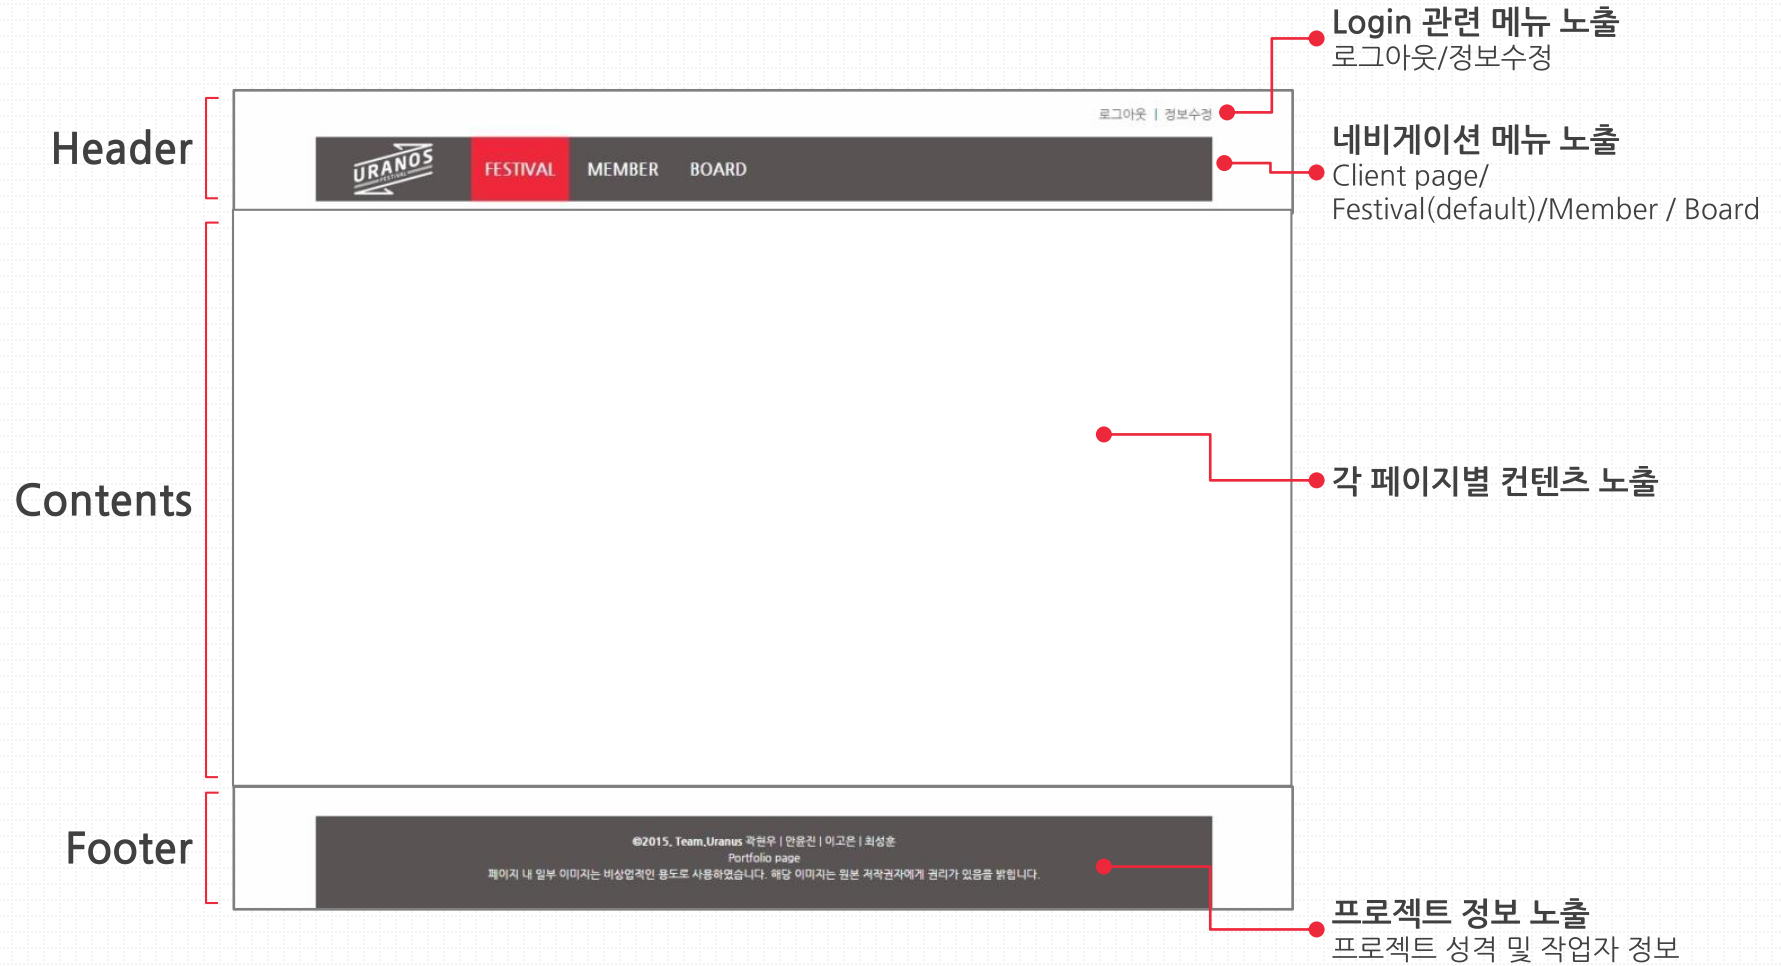 Login 관련 메뉴 노출
로그아웃/정보수정
Header
로그아웃 | 정보수정
URANOS
FESTIVAL
FESTIVAL MEMBER BOARD
네비게이션 메뉴 노출
Client page/
Festival(default)/Member / Board
Contents
각 페이지별 컨텐츠 노출
Footer
©2015. Team.Uranus 곽현우 | 안윤진 | 이고은 | 최성훈
Portfolio page
페이지 내 일부 이미지는 비상업적인 용도로 사용하였습니다. 해당 이미지는 원본 저작권자에게 권리가 있음을 밝힙니다.
프로젝트 정보 노출
프로젝트 성격 및 작업자 정보